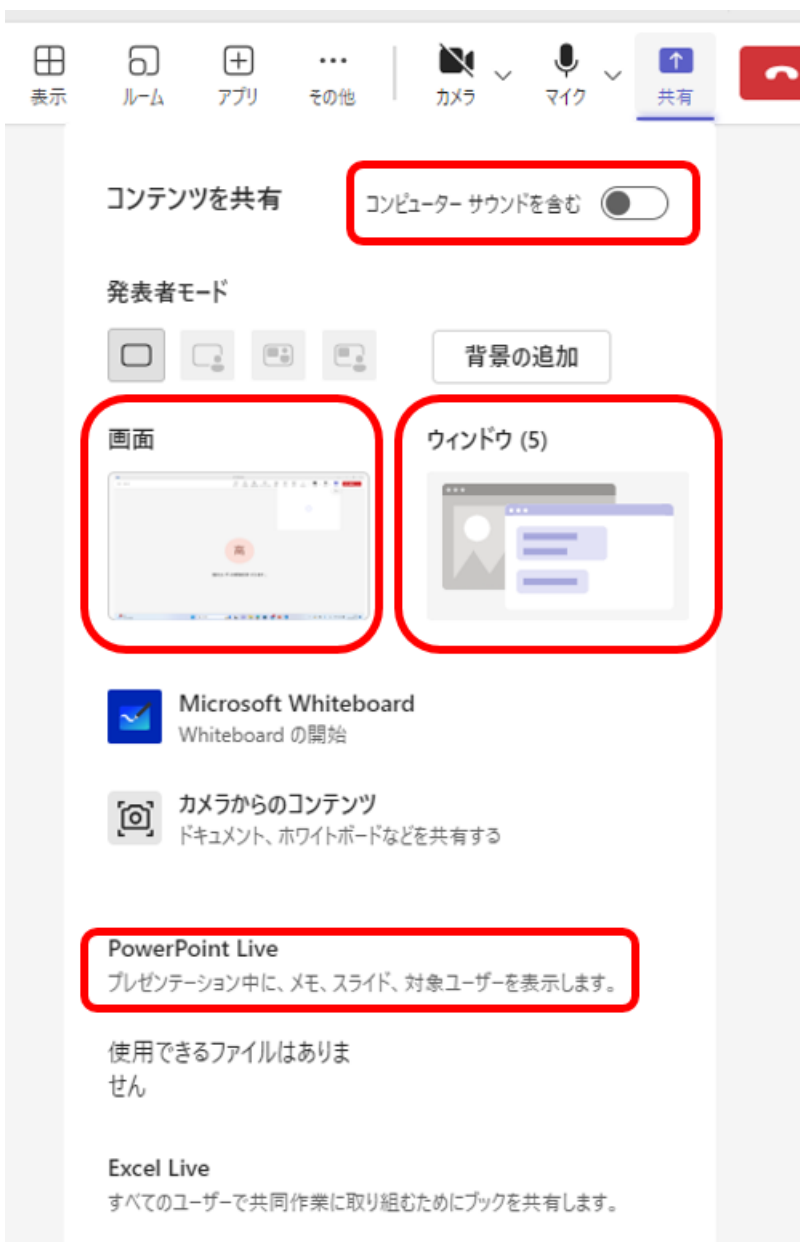 表示 ルーム アプリ その他 カメラ マイク 共有
コンテンツを共有 コンピューター サウンドを含む
発表者モード
背景の追加
画面 ウィンドウ (5)
高
Microsoft Whiteboard
Whiteboard の開始
カメラからのコンテンツ
ドキュメント、ホワイトボードなどを共有する
PowerPoint Live
プレゼンテーション中に、メモ、スライド、対象ユーザーを表示します。
使用できるファイルはありま
せん
Excel Live
すべてのユーザーで共同作業に取り組むためにブックを共有します。